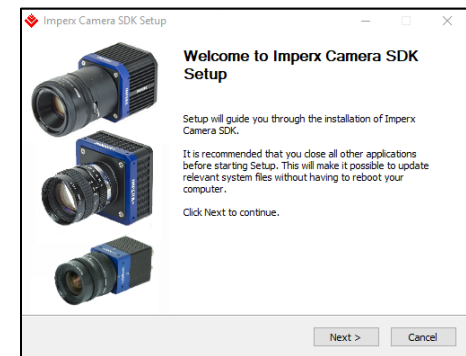 Imperx Camera SDK Setup
Welcome to Imperx Camera SDK
Setup
Setup will guide you through the installation of Imperx
Camera SDK.
It is recommended that you close all other applications
before starting Setup. This will make it possible to update
relevant system files without having to reboot your
computer.
Click Next to continue.
Next >
Cancel